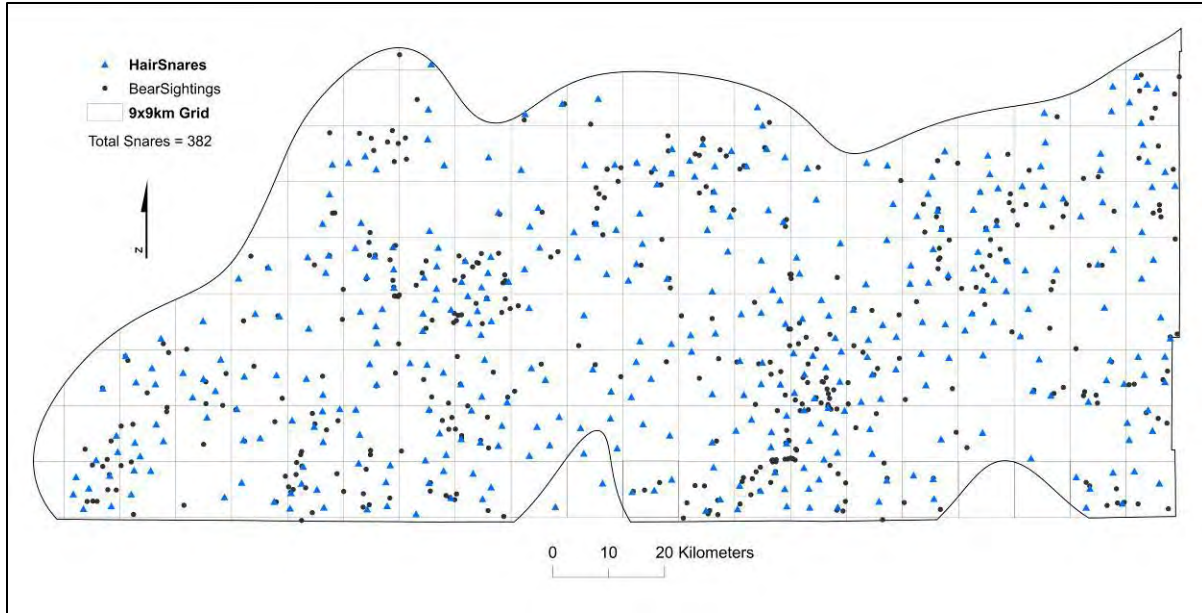 HairSnares
BearSightings
9x9km Grid
Total Snares = 382
N
0 10 20 Kilometers